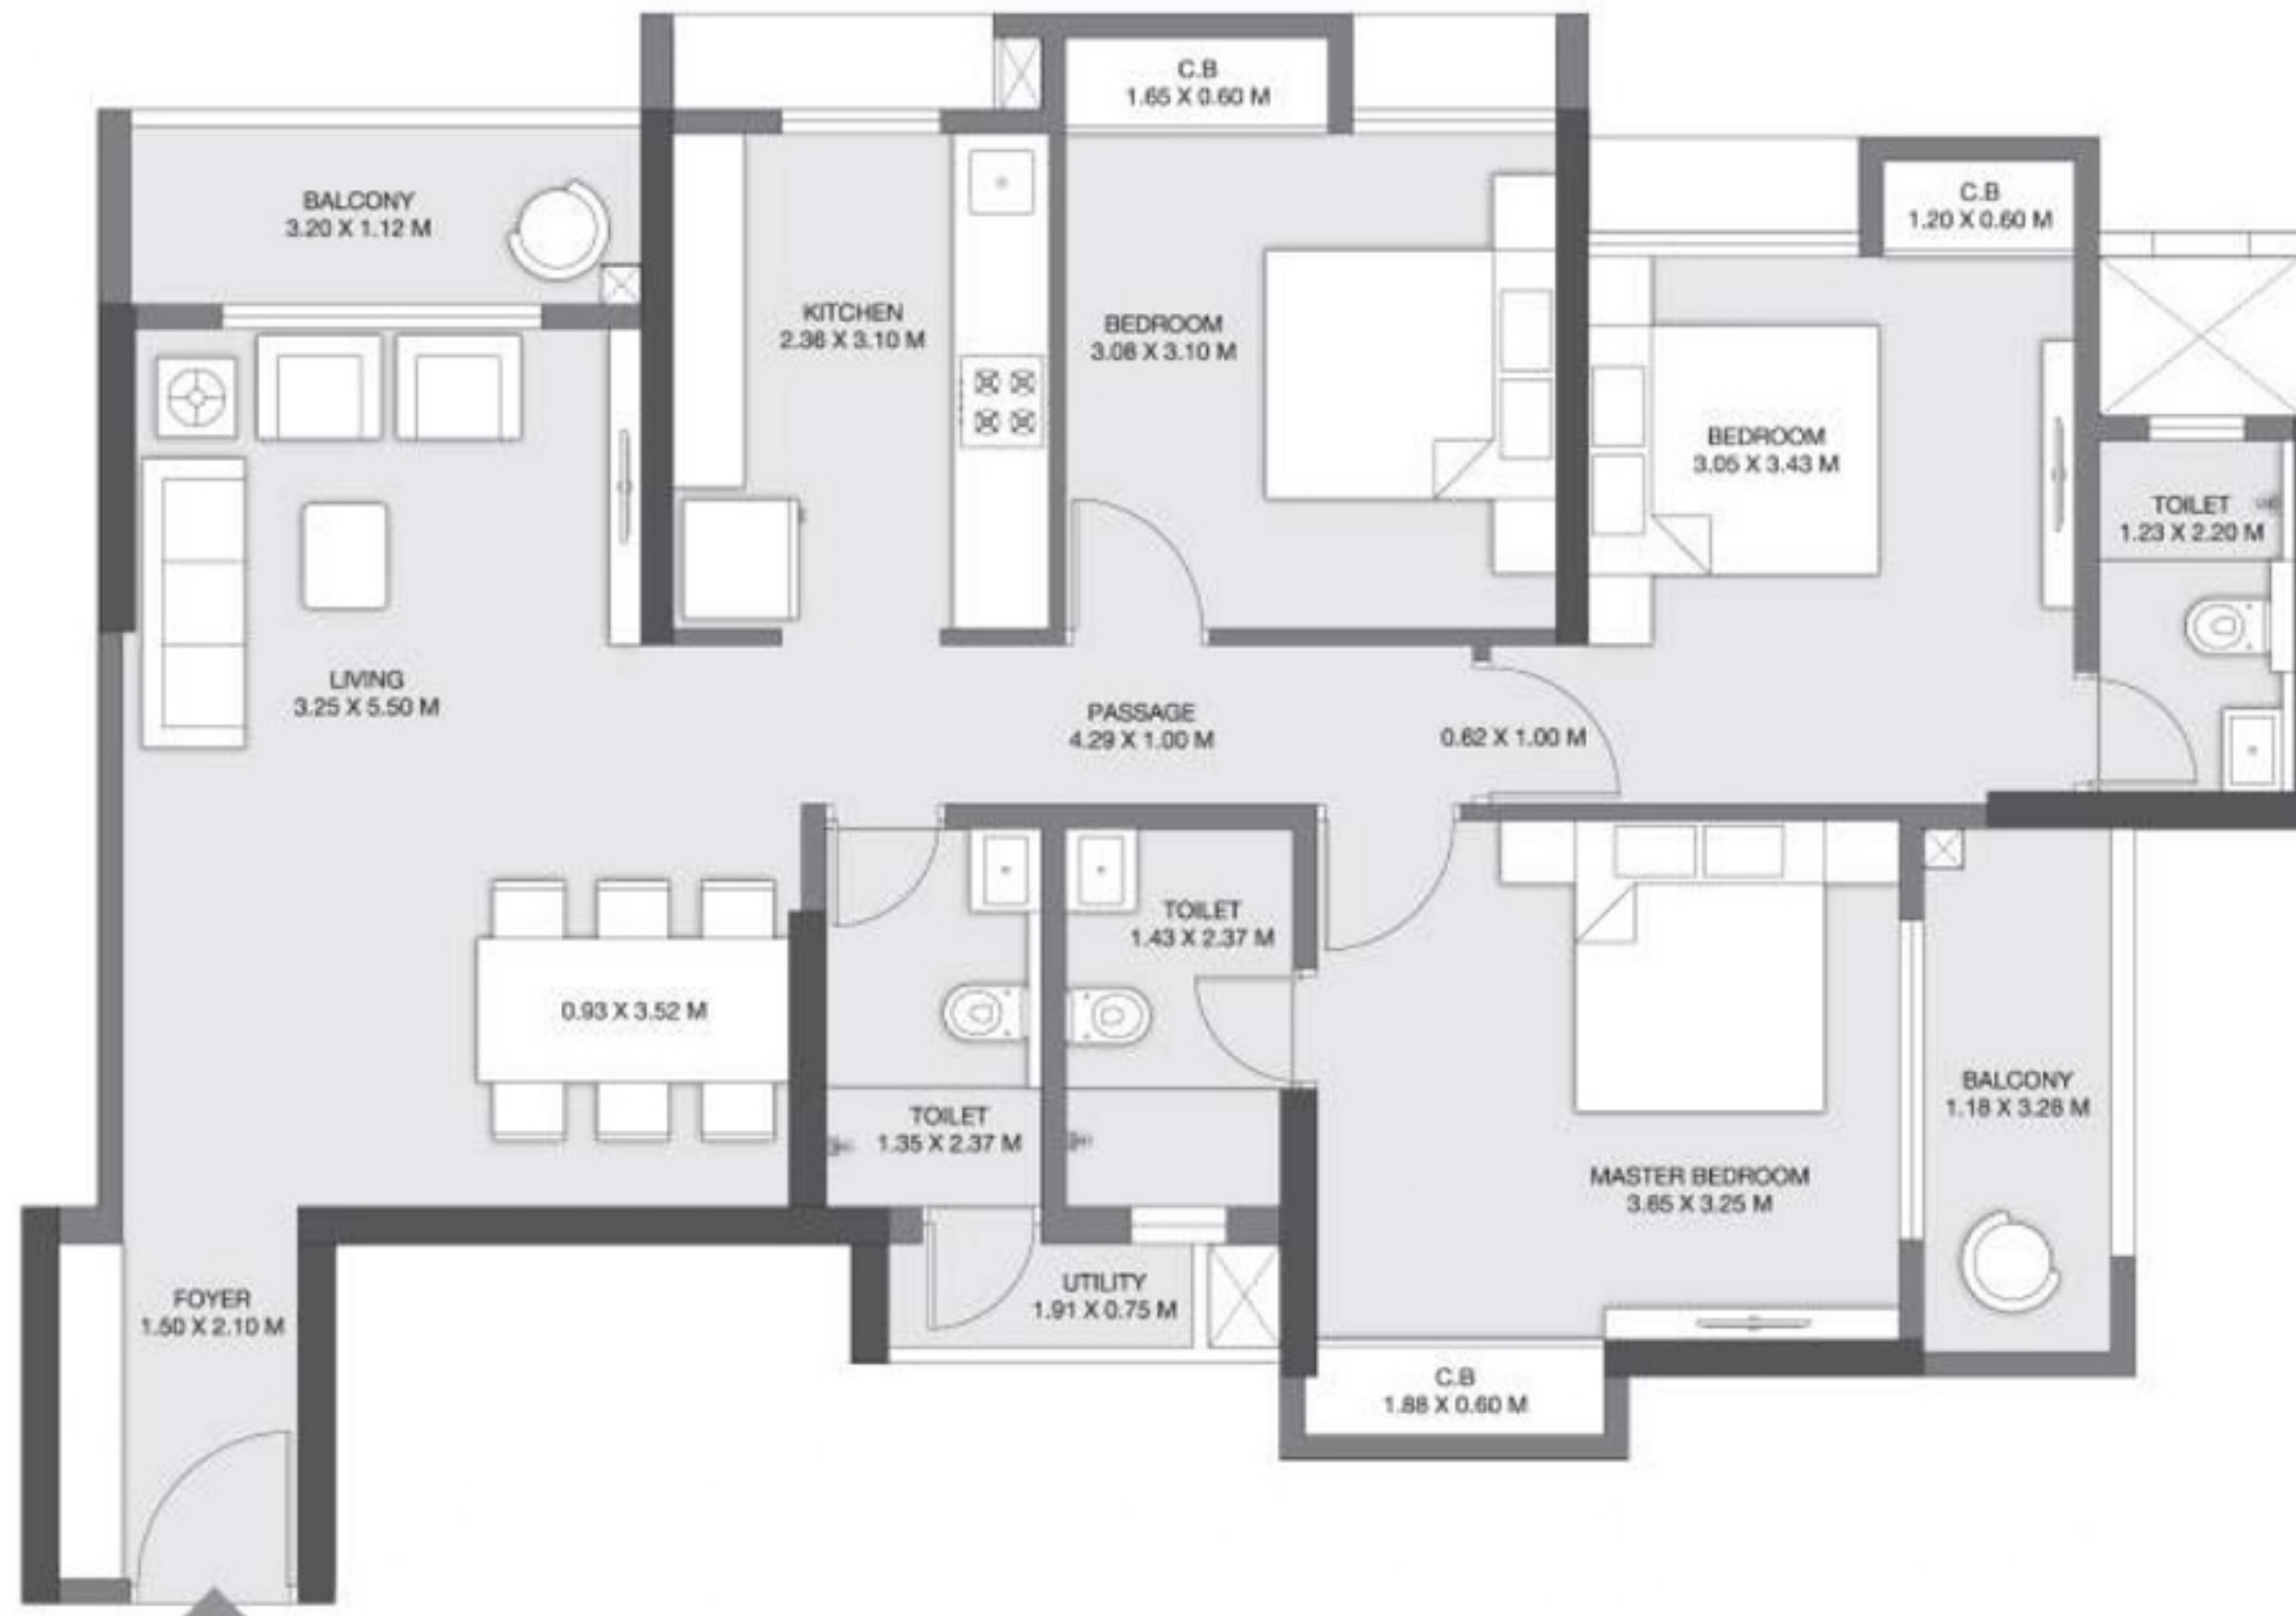 C.B
1.65 X 0.60 M
C.B
1.20 X 0.60 M
BALCONY
3.20 X 1.12 M
KITCHEN
2.36 X 3.10 M
BEDROOM
3.08 X 3.10 M
BEDROOM
3.05 X 3.43 M
TOILET
1.23 X 2.20 M
LIVING
3.25 X 5.50 M
PASSAGE
4.29 X 1.00 M
0.62 X 1.00 M
TOILET
1.43 X 2.37 M
0.93 X 3.52 M
TOILET
1.35 X 2.37 M
BALCONY
1.18 X 3.28 M
MASTER BEDROOM
3.65 X 3.25 M
UTILITY
1.91 X 0.75 M
FOYER
1.50 X 2.10 M
C.B
1.88 X 0.60 M